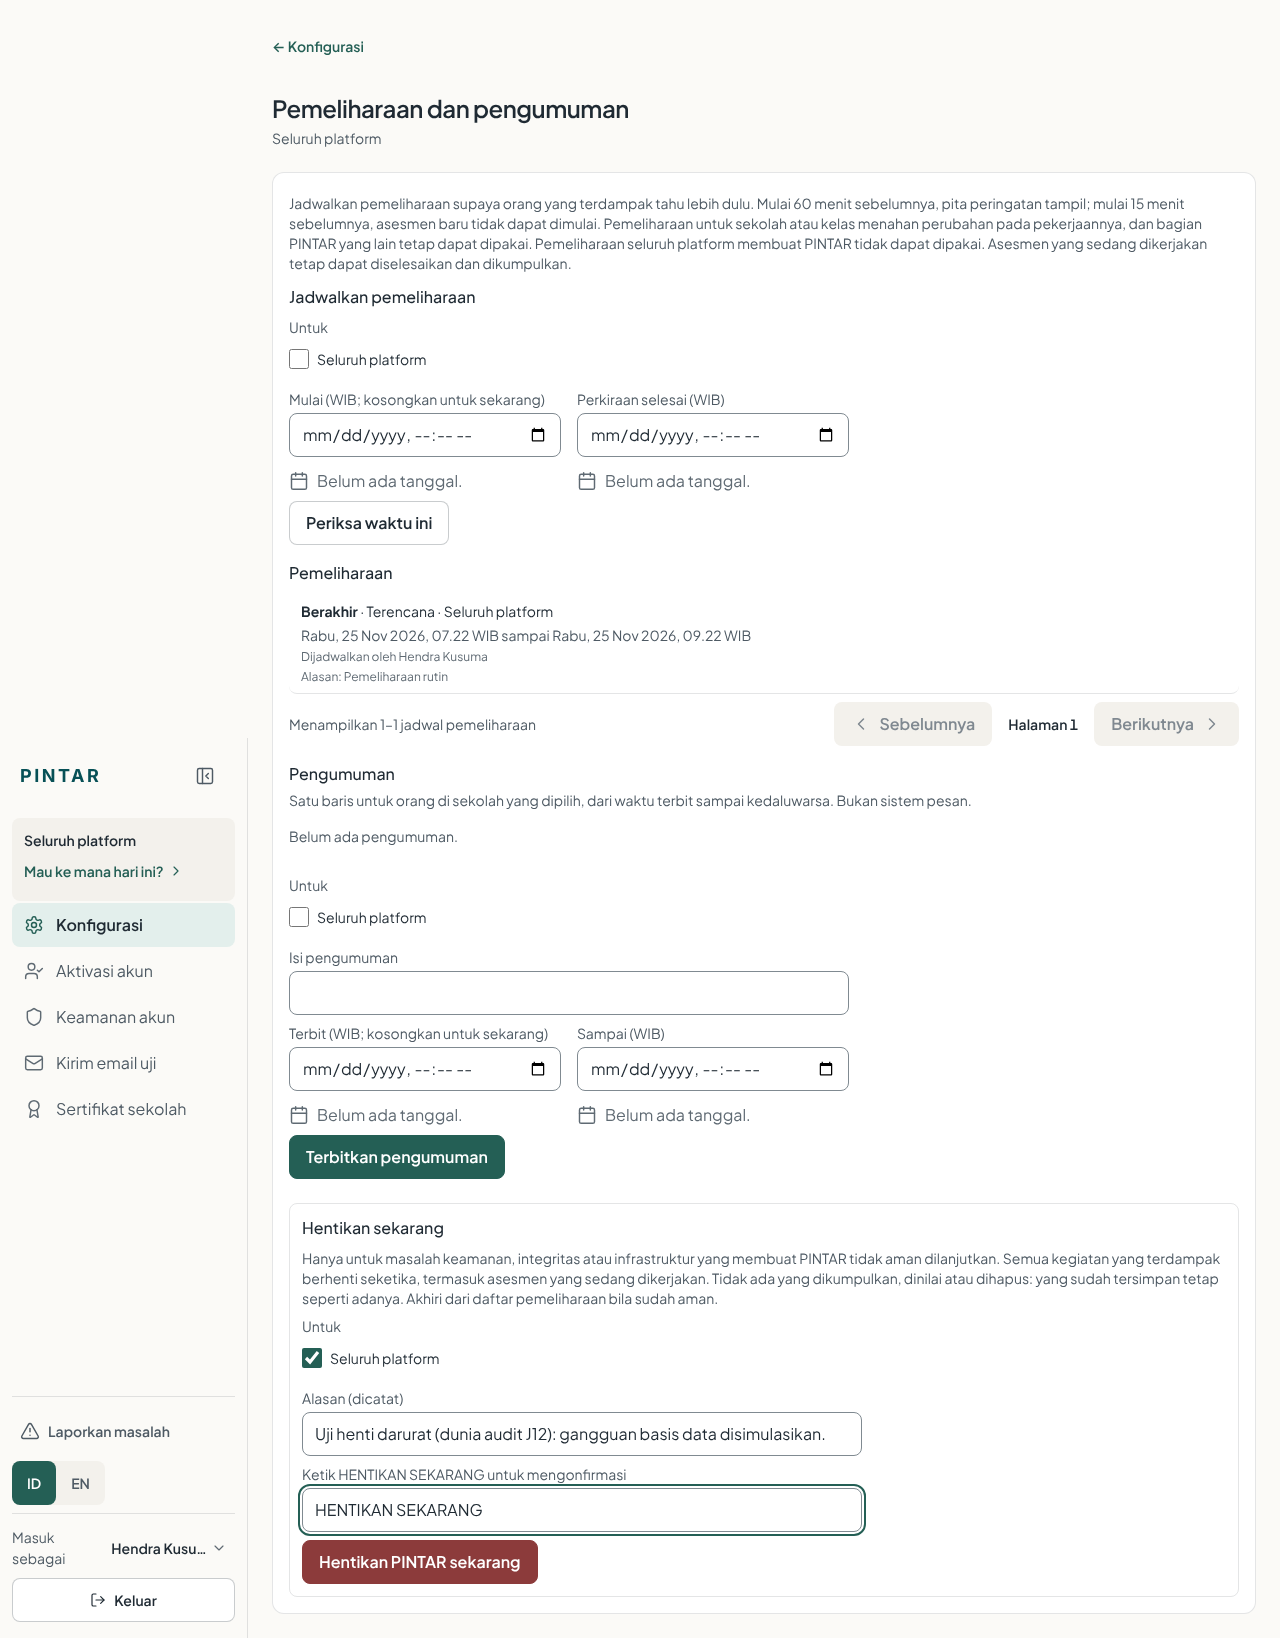 ← Konfigurasi
Pemeliharaan dan pengumuman
Seluruh platform
Jadwalkan pemeliharaan supaya orang yang terdampak tahu lebih dulu. Mulai 60 menit sebelumnya, pita peringatan tampil; mulai 15 menit
sebelumnya, asesmen baru tidak dapat dimulai. Pemeliharaan untuk sekolah atau kelas menahan perubahan pada pekerjaannya, dan bagian
PINTAR yang lain tetap dapat dipakai. Pemeliharaan seluruh platform membuat PINTAR tidak dapat dipakai. Asesmen yang sedang dikerjakan
tetap dapat diselesaikan dan dikumpulkan.
Jadwalkan pemeliharaan
Untuk
Seluruh platform
Mulai (WIB; kosongkan untuk sekarang) Perkiraan selesai (WIB)
mm/dd/yyyy, --:-- -- mm/dd/yyyy, --:-- --
Belum ada tanggal. Belum ada tanggal.
Periksa waktu ini
Pemeliharaan
Berakhir · Terencana · Seluruh platform
Rabu, 25 Nov 2026, 07.22 WIB sampai Rabu, 25 Nov 2026, 09.22 WIB
Dijadwalkan oleh Hendra Kusuma
Alasan: Pemeliharaan rutin
Menampilkan 1–1 jadwal pemeliharaan Sebelumnya Halaman 1 Berikutnya
Pengumuman
Satu baris untuk orang di sekolah yang dipilih, dari waktu terbit sampai kedaluwarsa. Bukan sistem pesan.
Belum ada pengumuman.
Untuk
Seluruh platform
Isi pengumuman
Terbit (WIB; kosongkan untuk sekarang) Sampai (WIB)
mm/dd/yyyy, --:-- -- mm/dd/yyyy, --:-- --
Belum ada tanggal. Belum ada tanggal.
Terbitkan pengumuman
Hentikan sekarang
Hanya untuk masalah keamanan, integritas atau infrastruktur yang membuat PINTAR tidak aman dilanjutkan. Semua kegiatan yang terdampak
berhenti seketika, termasuk asesmen yang sedang dikerjakan. Tidak ada yang dikumpulkan, dinilai atau dihapus: yang sudah tersimpan tetap
seperti adanya. Akhiri dari daftar pemeliharaan bila sudah aman.
Untuk
Seluruh platform
Alasan (dicatat)
Uji henti darurat (dunia audit J12): gangguan basis data disimulasikan.
Ketik HENTIKAN SEKARANG untuk mengonfirmasi
HENTIKAN SEKARANG
Hentikan PINTAR sekarang
PINTAR
Seluruh platform
Mau ke mana hari ini?
Konfigurasi
Aktivasi akun
Keamanan akun
Kirim email uji
Sertifikat sekolah
Laporkan masalah
ID EN
Masuk
sebagai
Hendra Kusu...
Keluar